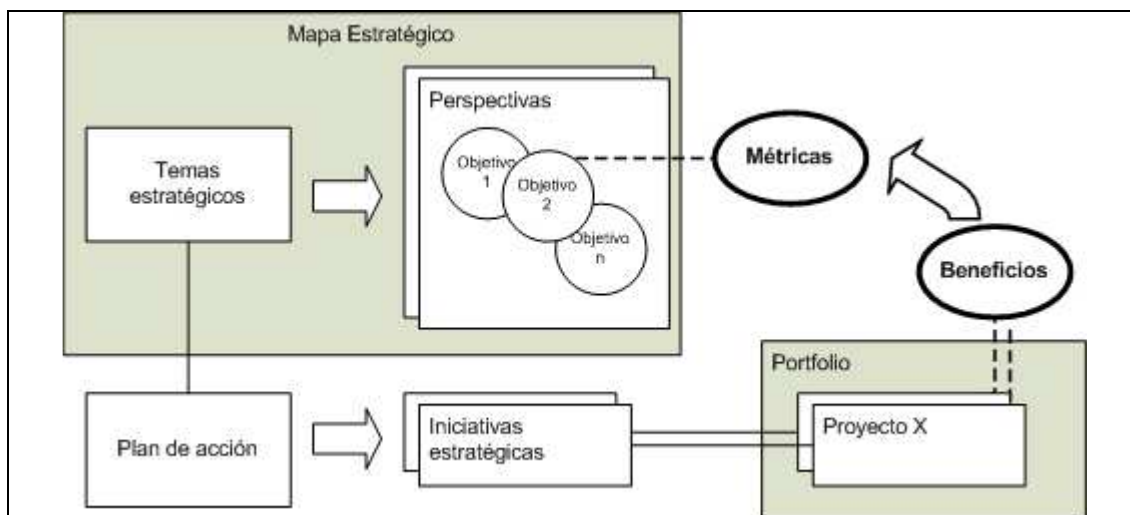 Mapa Estratégico
Perspectivas
Temas
estratégicos
Objetivo
1
Objetivo
2
Objetivo
n
Métricas
Beneficios
Portfolio
Plan de acción
Iniciativas
estratégicas
Proyecto X